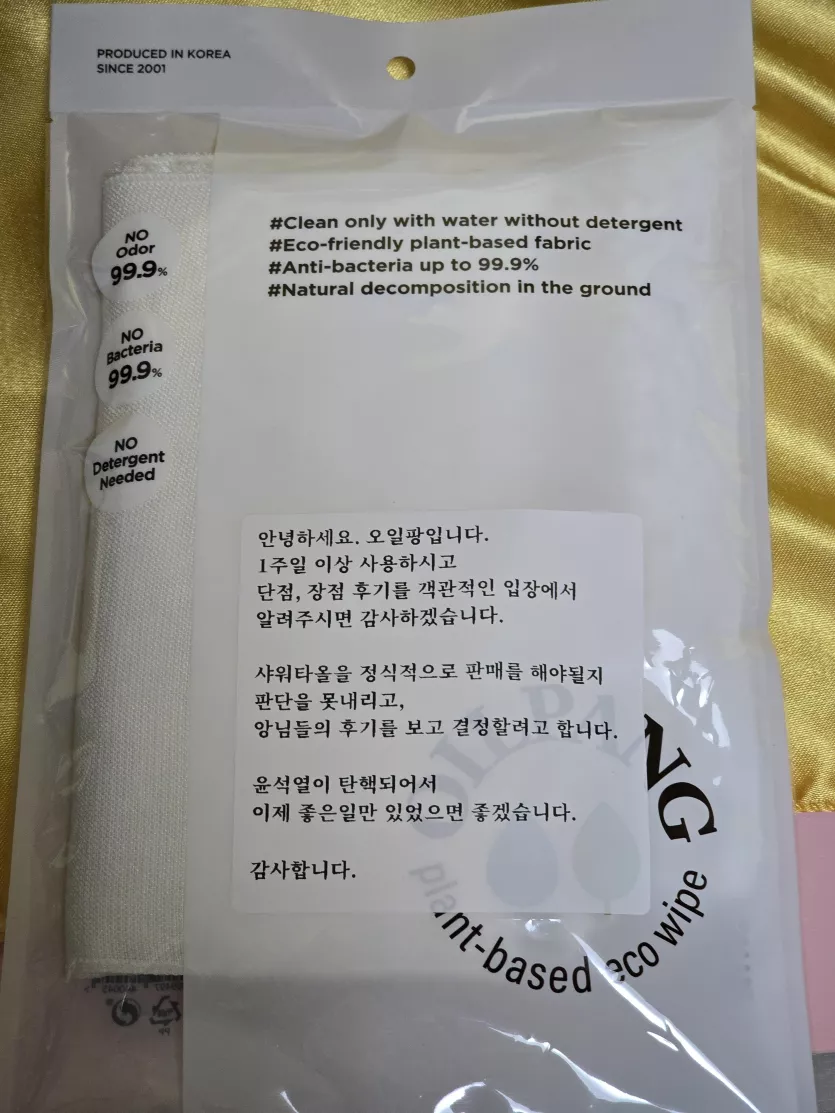 PRODUCED IN KOREA
SINCE 2001
#Clean only with water without detergent
#Eco-friendly plant-based fabric
#Anti-bacteria up to 99.9%
#Natural decomposition in the ground
NO
Odor
99.9%
NO
Bacteria
99.9%
NO
Detergent
Needed
안녕하세요. 오일팡입니다.
1주일 이상 사용하시고
단점, 장점 후기를 객관적인 입장에서
알려주시면 감사하겠습니다.
샤워타올을 정식적으로 판매를 해야될지
판단을 못내리고,
앙님들의 후기를 보고 결정할려고 합니다.
윤석열이 탄핵되어서
이제 좋은일만 있었으면 좋겠습니다.
감사합니다.
OILPANG
plant-based eco wipe